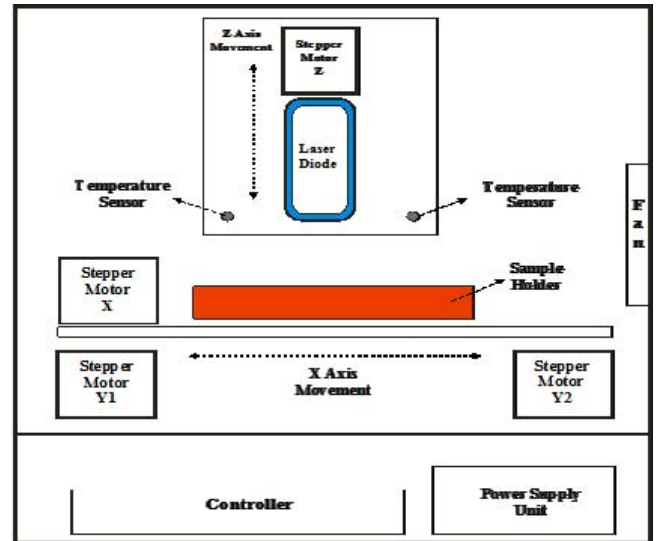 Z-Axis
Movement
Stepper
Motor
Z
Laser
Diode
Temperature
Sensor
Temperature
Sensor
F
a
n
Stepper
Motor
X
Sample
Holder
Stepper
Motor
Y1
X Axis
Movement
Stepper
Motor
Y2
Controller
Power Supply
Unit